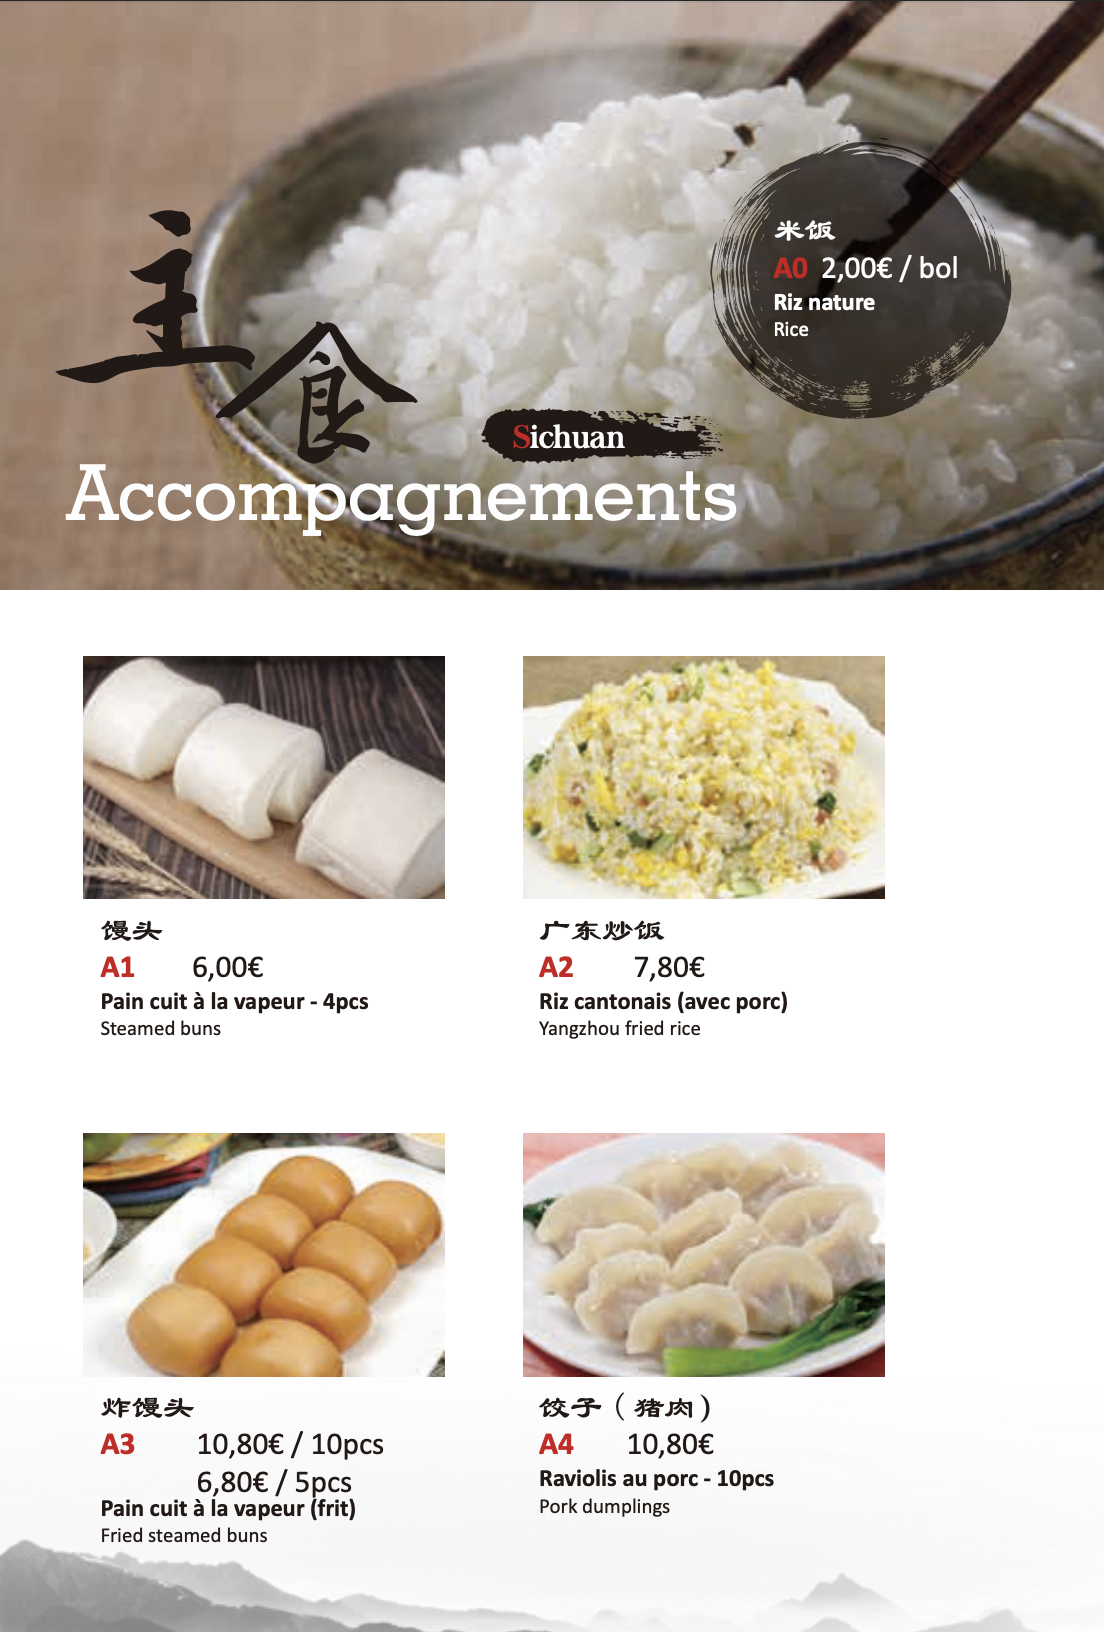 米饭
A0 2,00€ / bol
Riz nature
Rice
主食
Sichuan
Accompagnements
馒头
A1 6,00€
Pain cuit à la vapeur - 4pcs
Steamed buns
广东炒饭
A2 7,80€
Riz cantonais (avec porc)
Yangzhou fried rice
炸馒头
A3 10,80€ / 10pcs
6,80€ / 5pcs
Pain cuit à la vapeur (frit)
Fried steamed buns
饺子（猪肉)
A4 10,80€
Raviolis au porc - 10pcs
Pork dumplings